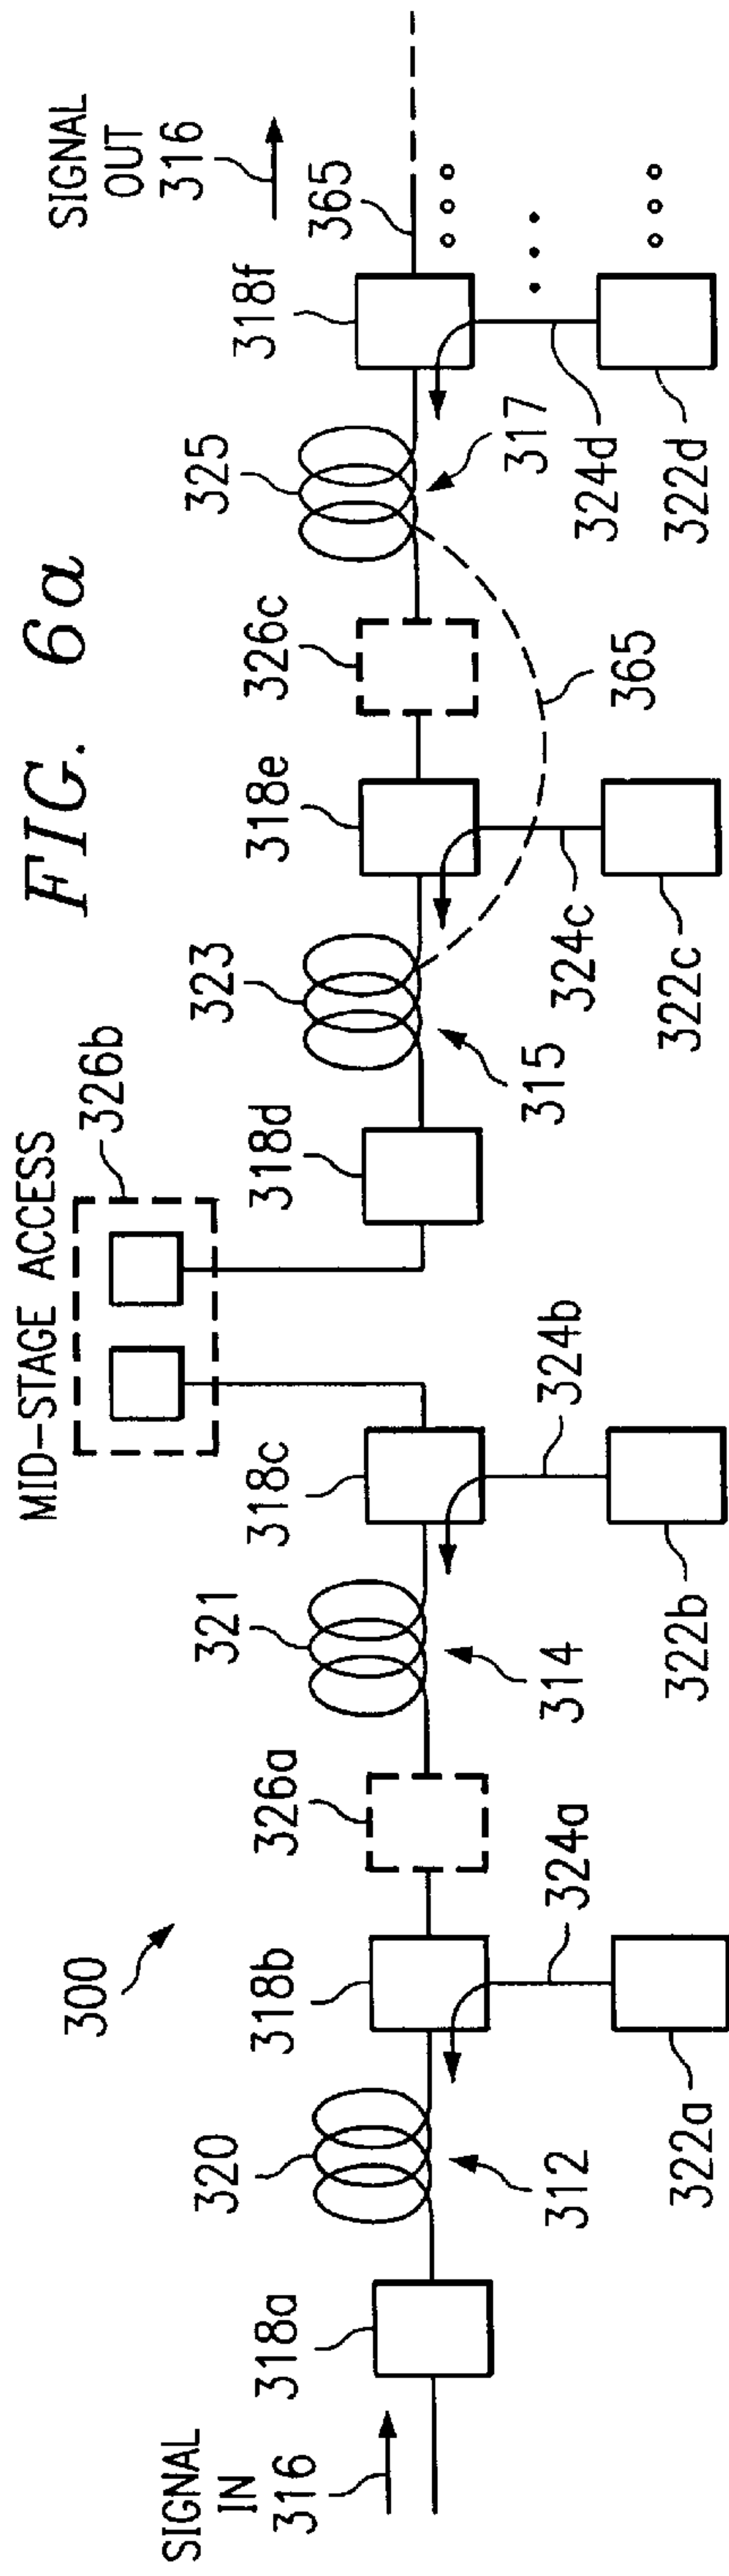 FIG. 6a
300
SIGNAL
IN
316
318a
320
312
318b
324a
322a
326a
321
314
318c
324b
322b
MID-STAGE ACCESS
326b
318d
323
315
318e
324c
322c
326c
365
325
317
318f
324d
322d
365
SIGNAL
OUT
316